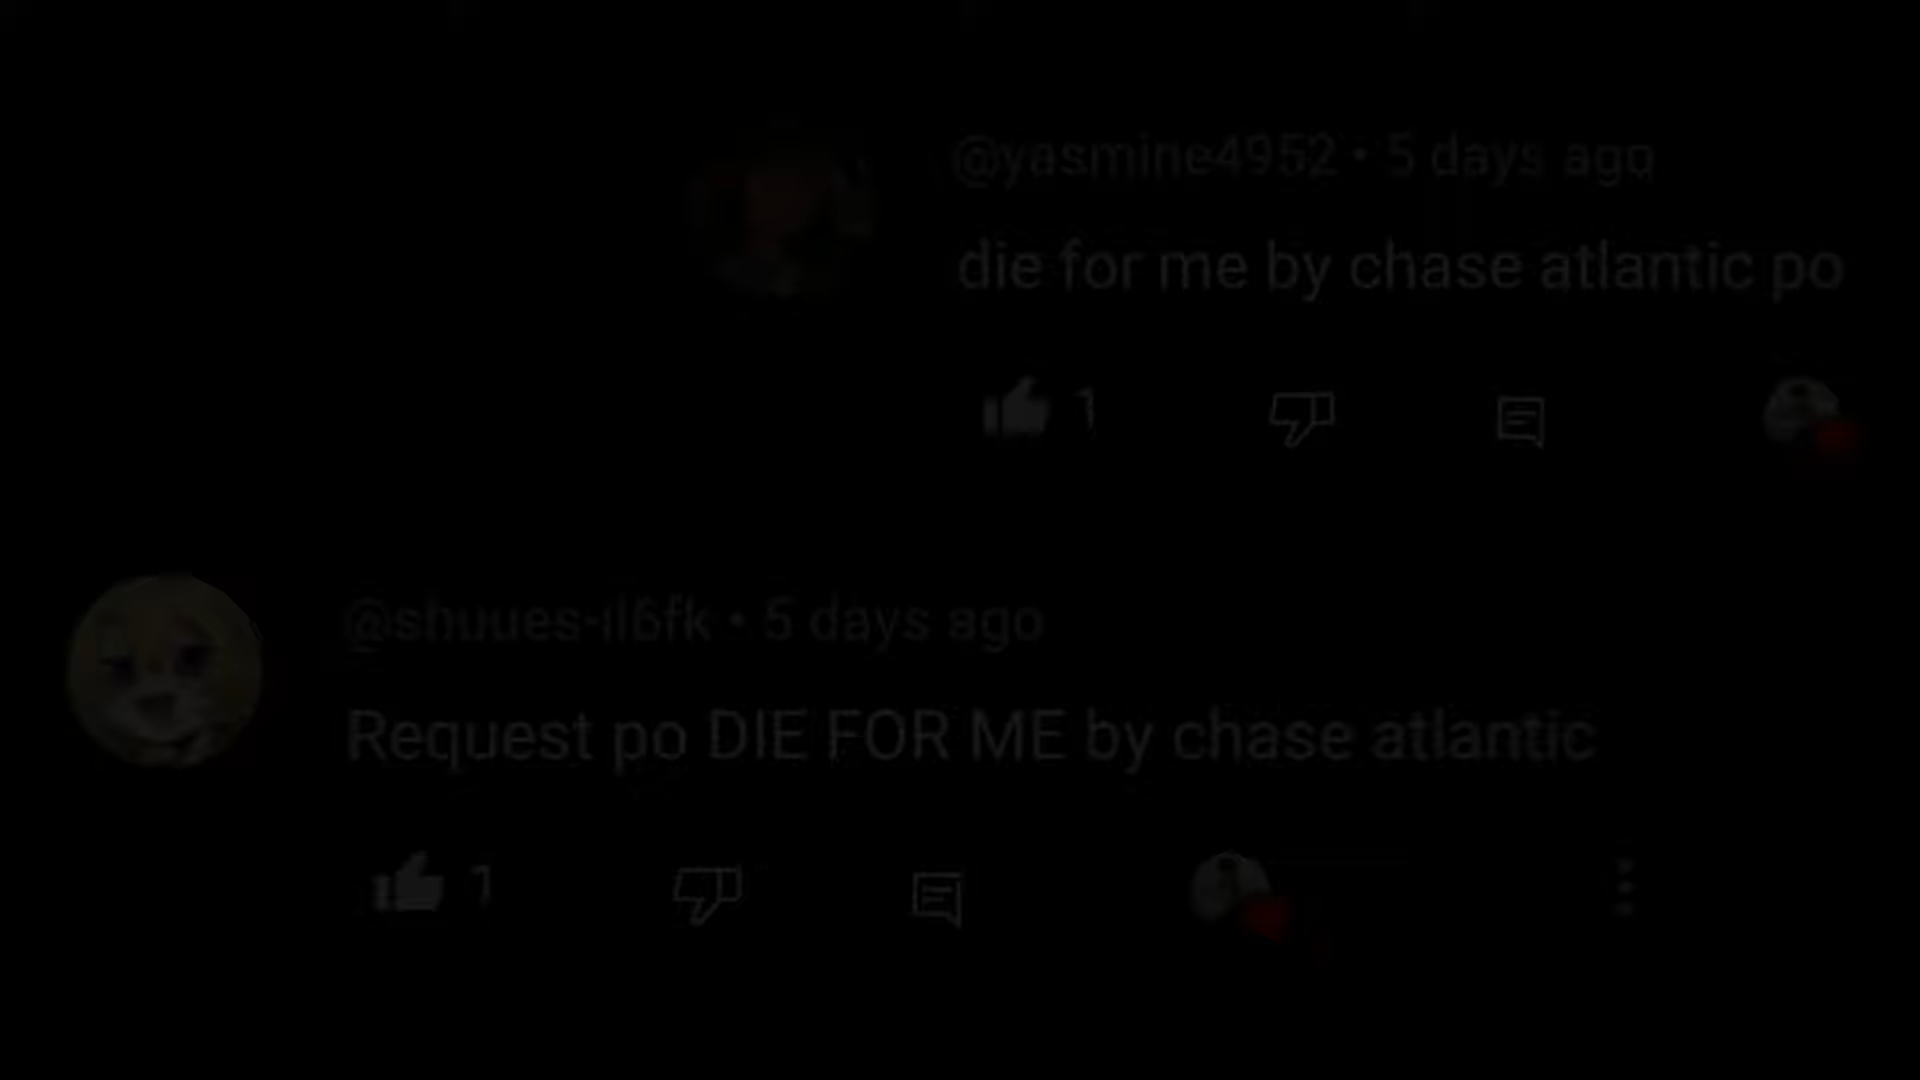 @yasmine4952 • 5 days ago
die for me by chase atlantic po
1
@shuues-il6fk • 5 days ago
Request po DIE FOR ME by chase atlantic
1